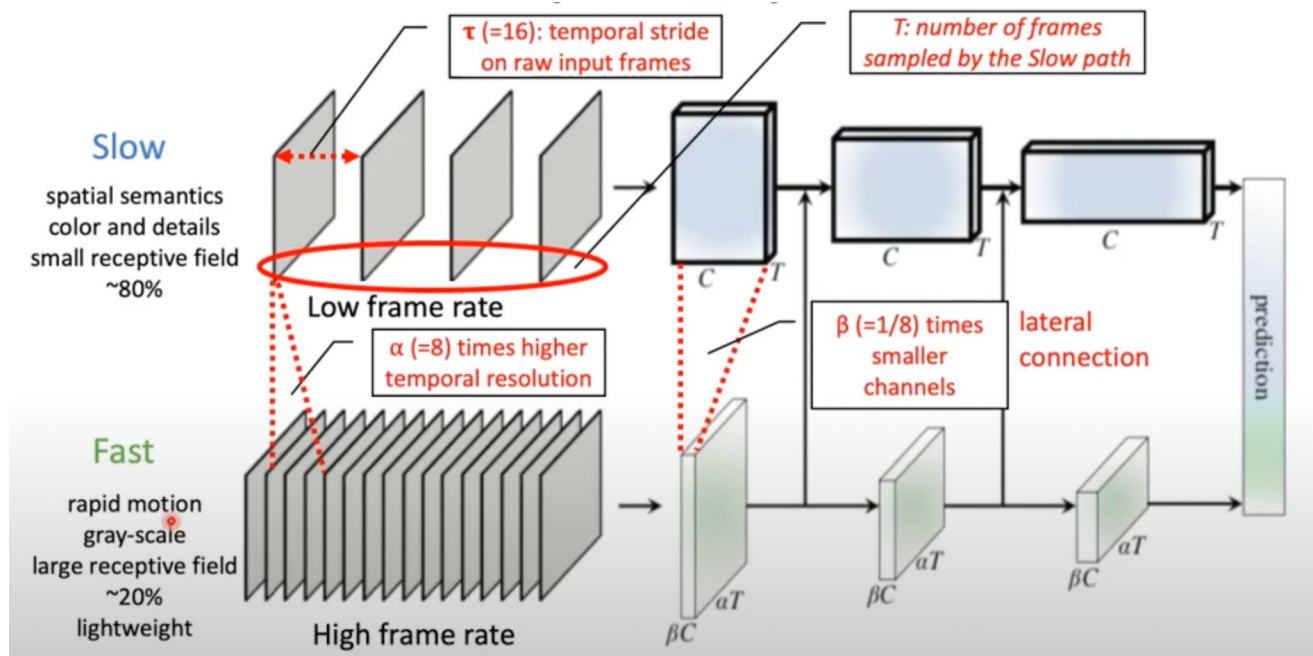 τ (=16): temporal stride
on raw input frames
T: number of frames
sampled by the Slow path
Slow
spatial semantics
color and details
small receptive field
~80%
Low frame rate
C
T
C
T
C
T
α (=8) times higher
temporal resolution
β (=1/8) times
smaller
channels
lateral
connection
prediction
Fast
rapid motion
gray-scale
large receptive field
~20%
lightweight
High frame rate
βC
αT
βC
αT
βC
αT